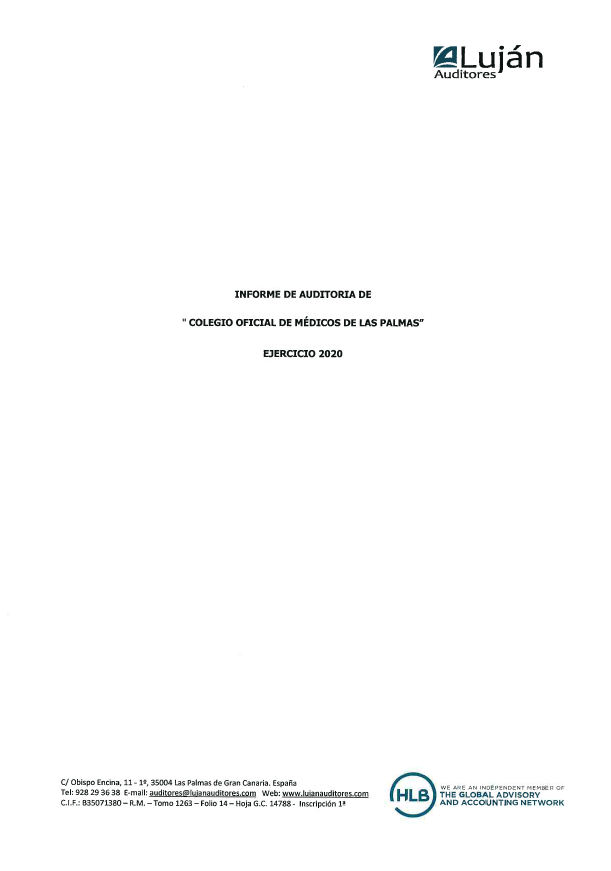 Luján
Auditores
INFORME DE AUDITORIA DE
" COLEGIO OFICIAL DE MÉDICOS DE LAS PALMAS"
EJERCICIO 2020
C/ Obispo Encina, 11 - 1º, 35004 Las Palmas de Gran Canaria. España
Tel: 928 29 36 38 E-mail: auditores@lujanauditores.com Web: www.lujanauditores.com
C.I.F.: B35071380 – R.M. – Tomo 1263 – Folio 14 – Hoja G.C. 14788 - Inscripción 1ª
HLB
WE ARE AN INDEPENDENT MEMBER OF
THE GLOBAL ADVISORY
AND ACCOUNTING NETWORK